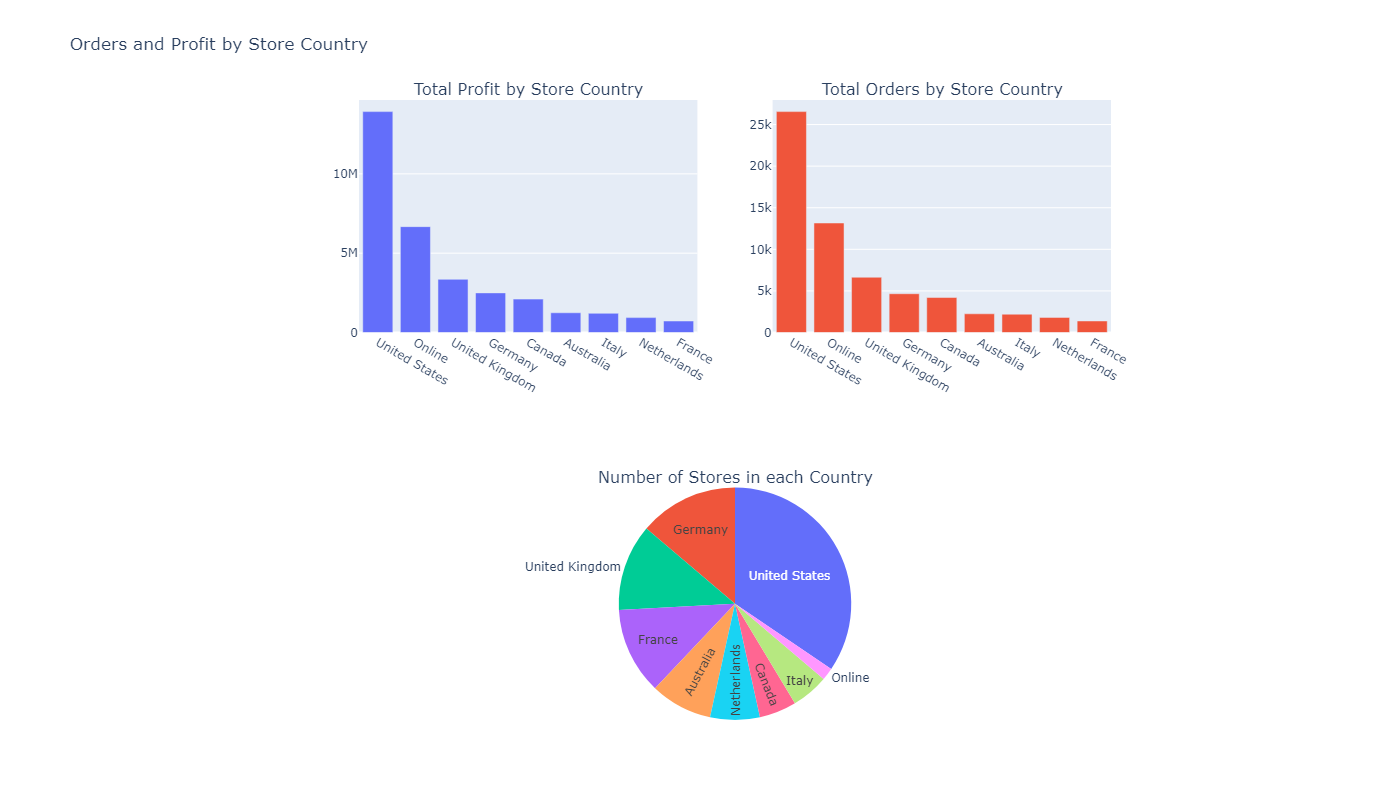 Orders and Profit by Store Country
Total Profit by Store Country
10M
5M
0
United States
Online
United Kingdom
Germany
Canada
Australia
Italy
Netherlands
France
Total Orders by Store Country
25k
20k
15k
10k
5k
0
United States
Online
United Kingdom
Germany
Canada
Australia
Italy
Netherlands
France
Number of Stores in each Country
Germany
United States
United Kingdom
France
Australia
Netherlands
Canada
Italy
Online